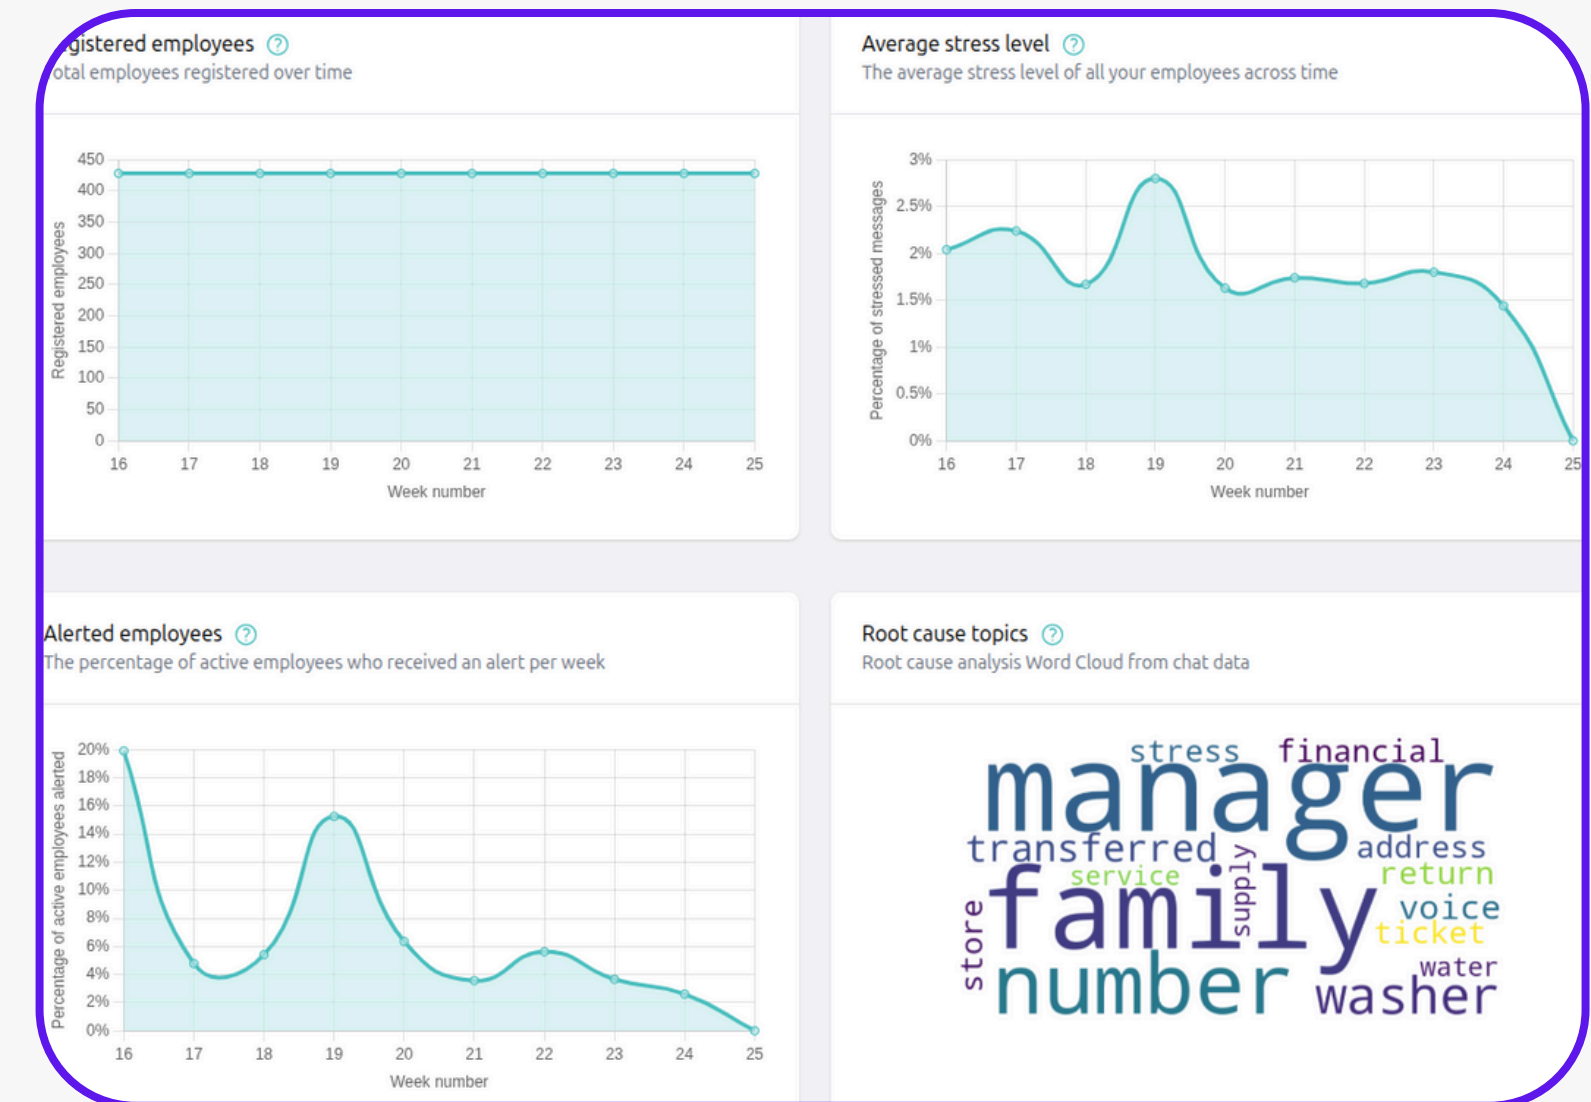 gistered employees ?
otal employees registered over time
Registered employees
450
400
350
300
250
200
150
100
50
0
16 17 18 19 20 21 22 23 24 25
Week number
Average stress level ?
The average stress level of all your employees across time
Percentage of stressed messages
3%
2.5%
2%
1.5%
1%
0.5%
0%
16 17 18 19 20 21 22 23 24 25
Week number
Alerted employees ?
The percentage of active employees who received an alert per week
Percentage of active employees alerted
20%
18%
16%
14%
12%
10%
8%
6%
4%
2%
0%
16 17 18 19 20 21 22 23 24 25
Week number
Root cause topics ?
Root cause analysis Word Cloud from chat data
stress financial
manager
transferred address
service supply return
family voice
store ticket
number water
washer